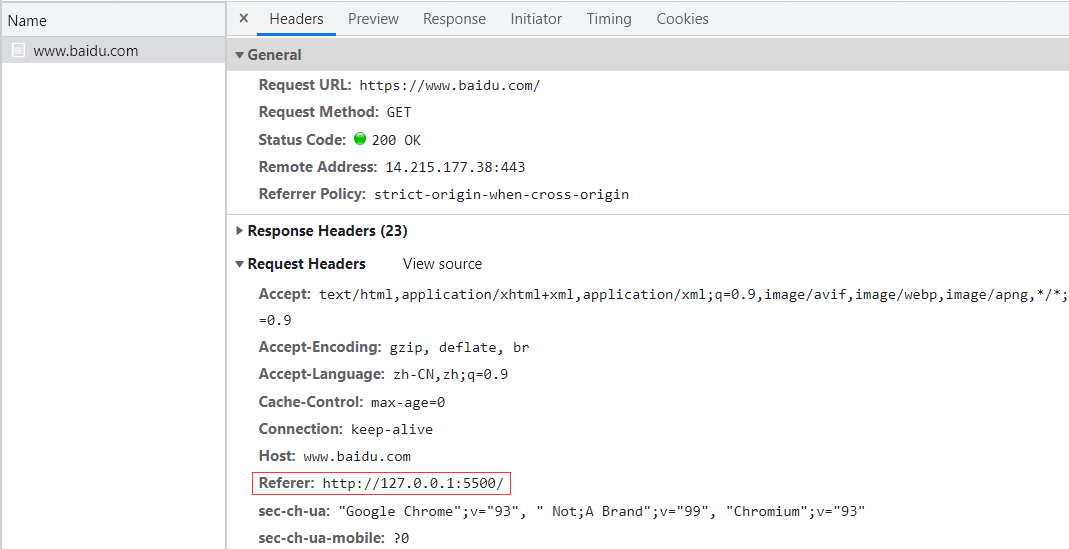 Name
www.baidu.com
× Headers Preview Response Initiator Timing Cookies
General
Request URL: https://www.baidu.com/
Request Method: GET
Status Code: 200 OK
Remote Address: 14.215.177.38:443
Referrer Policy: strict-origin-when-cross-origin
Response Headers (23)
Request Headers View source
Accept: text/html,application/xhtml+xml,application/xml;q=0.9,image/avif,image/webp,image/apng,*/*;
=0.9
Accept-Encoding: gzip, deflate, br
Accept-Language: zh-CN,zh;q=0.9
Cache-Control: max-age=0
Connection: keep-alive
Host: www.baidu.com
Referer: http://127.0.0.1:5500/
sec-ch-ua: "Google Chrome";v="93", " Not;A Brand";v="99", "Chromium";v="93"
sec-ch-ua-mobile: ?0